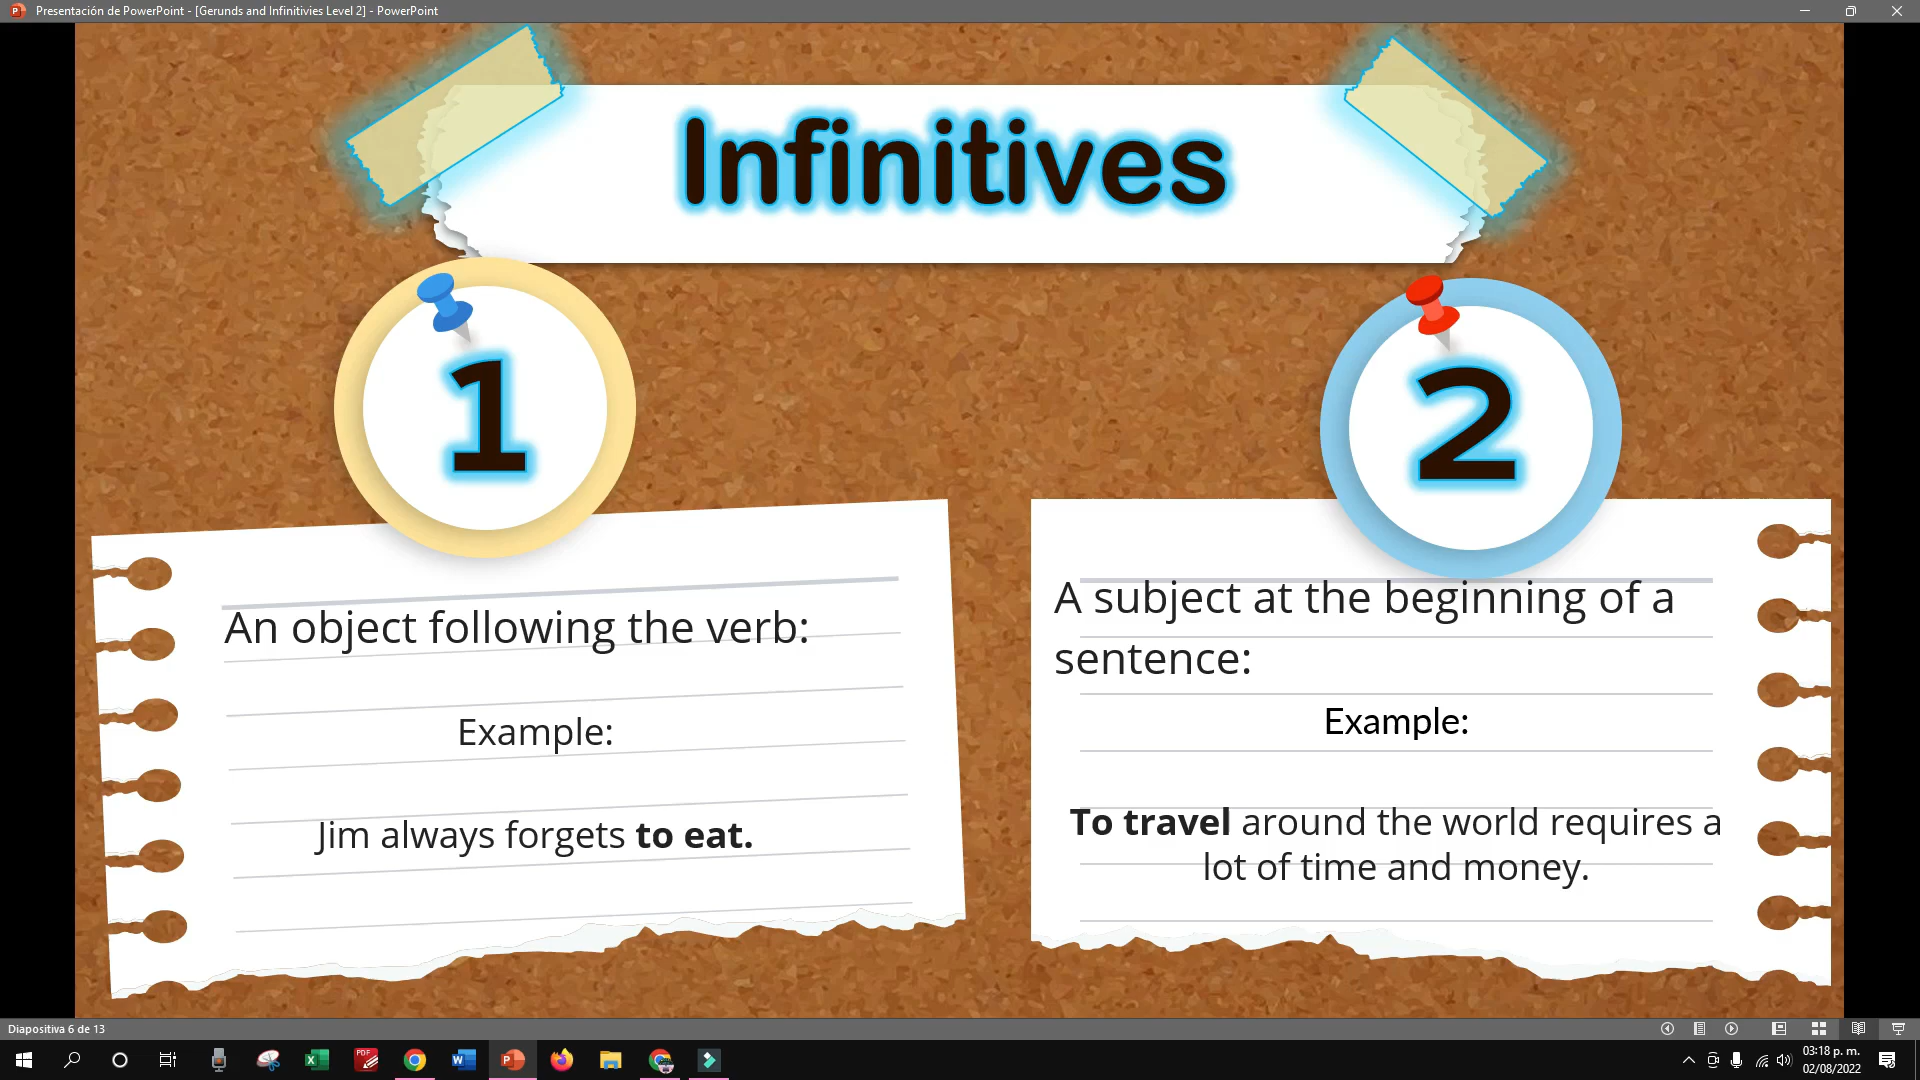 Presentación de PowerPoint - [Gerunds and Infinitivies Level 2] - PowerPoint
Infinitives
1
2
An object following the verb:
Example:
Jim always forgets to eat.
A subject at the beginning of a
sentence:
Example:
To travel around the world requires a
lot of time and money.
Diapositiva 6 de 13
03:18 p. m.
02/08/2022